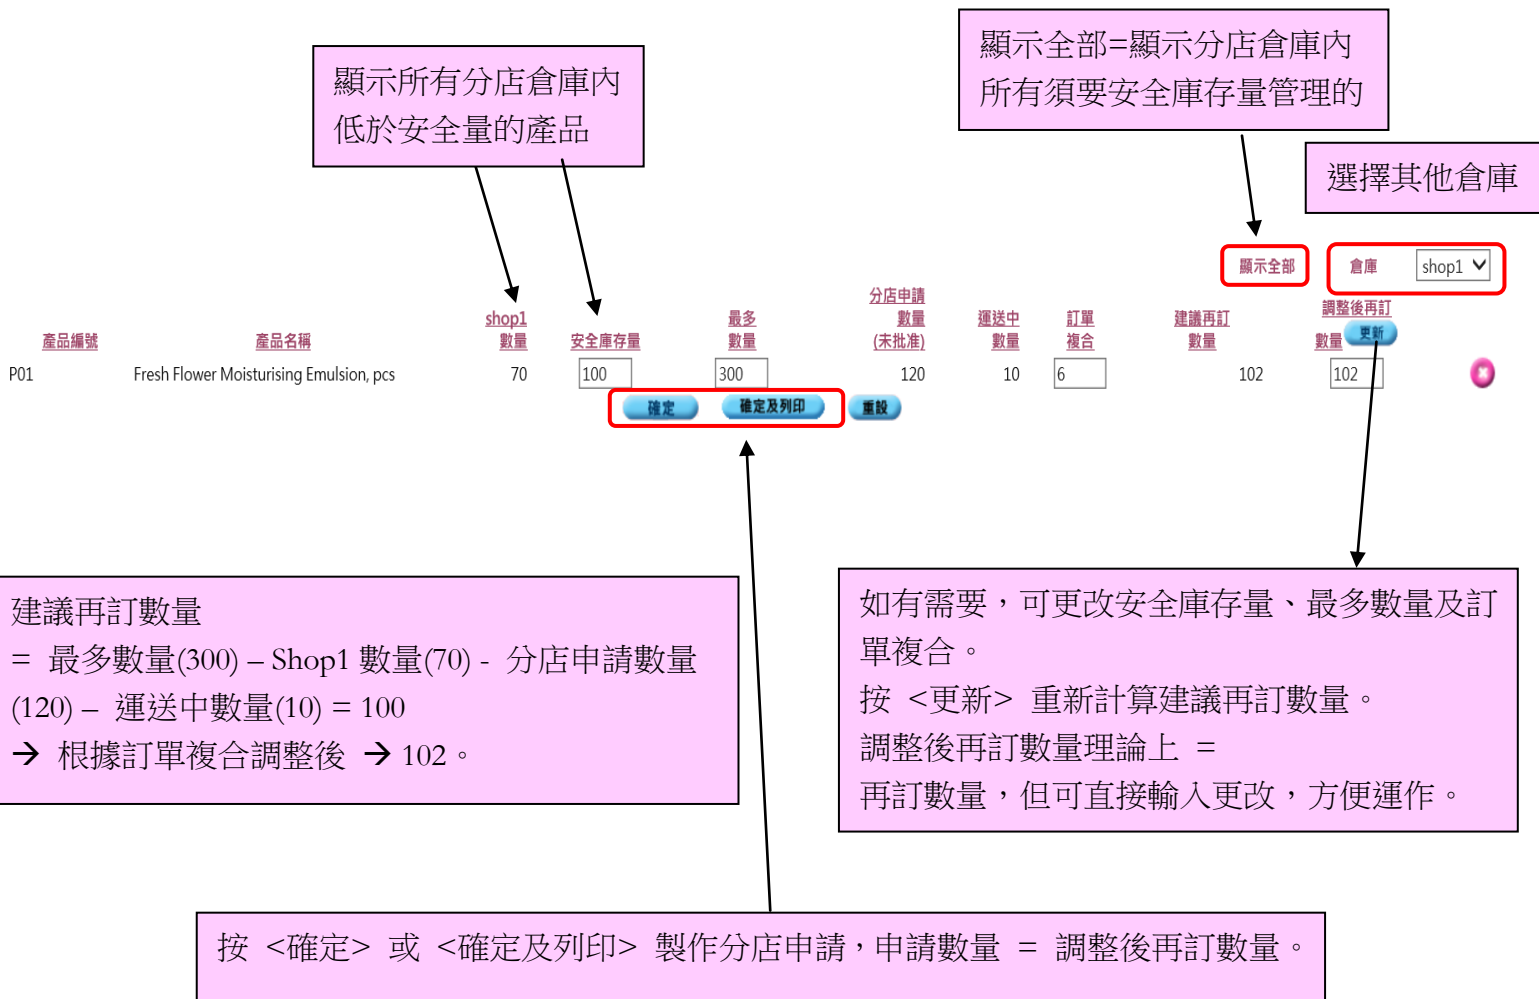 顯示所有分店倉庫內
低於安全量的產品
顯示全部=顯示分店倉庫內
所有須要安全庫存量管理的
選擇其他倉庫
顯示全部 倉庫 shop1
產品編號 產品名稱 shop1 數量 安全庫存量 最多 數量 分店申請 數量 (未批准) 運送中 數量 訂單 複合 建議再訂 數量 調整後再訂 數量 更新
P01 Fresh Flower Moisturising Emulsion, pcs 70 100 300 120 10 6 102 102
確定 確定及列印 重設
建議再訂數量
= 最多數量(300) – Shop1 數量(70) - 分店申請數量
(120) – 運送中數量(10) = 100
→ 根據訂單複合調整後 → 102。
如有需要，可更改安全庫存量、最多數量及訂
單複合。
按 <更新> 重新計算建議再訂數量。
調整後再訂數量理論上 =
再訂數量，但可直接輸入更改，方便運作。
按 <確定> 或 <確定及列印> 製作分店申請，申請數量 = 調整後再訂數量。